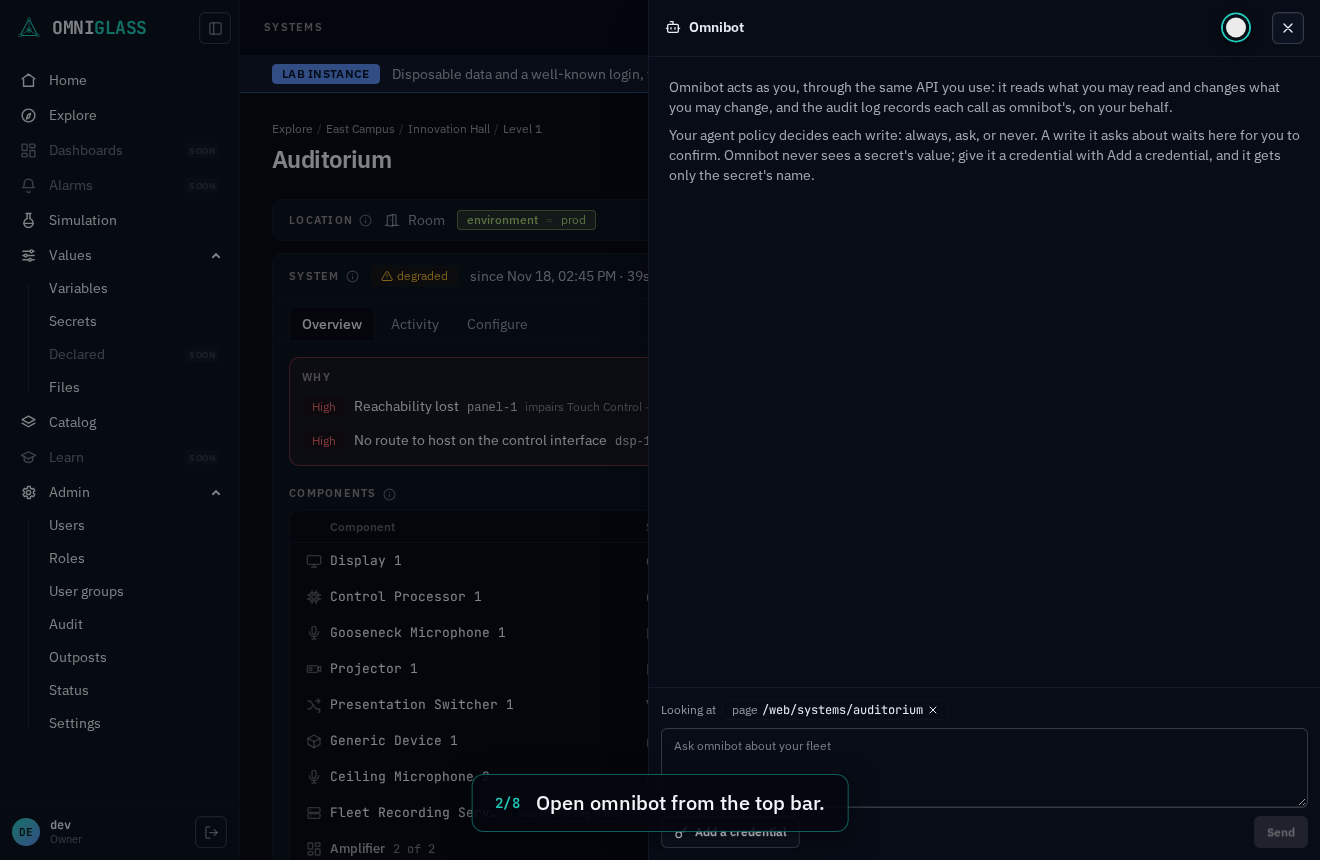 OMNIGLASS
SYSTEMS
Omnibot
Home
Explore
Dashboards SOON
Alarms SOON
Simulation
Values
Variables
Secrets
Declared SOON
Files
Catalog
Learn SOON
Admin
Users
Roles
User groups
Audit
Outposts
Status
Settings
DE dev
Owner
LAB INSTANCE Disposable data and a well-known login,
Explore / East Campus / Innovation Hall / Level 1
Auditorium
LOCATION Room environment = prod
SYSTEM degraded since Nov 18, 02:45 PM · 39s
Overview Activity Configure
WHY
High Reachability lost panel-1 impairs Touch Control ·
High No route to host on the control interface dsp-1
COMPONENTS
Component
Display 1
Control Processor 1
Gooseneck Microphone 1
Projector 1
Presentation Switcher 1
Generic Device 1
Ceiling Microphone
Fleet Recording
Amplifier 2 of 2
Omnibot acts as you, through the same API you use: it reads what you may read and changes what
you may change, and the audit log records each call as omnibot's, on your behalf.
Your agent policy decides each write: always, ask, or never. A write it asks about waits here for you to
confirm. Omnibot never sees a secret's value; give it a credential with Add a credential, and it gets
only the secret's name.
Looking at page /web/systems/auditorium
Ask omnibot about your fleet
2/8 Open omnibot from the top bar.
Add a credential
Send